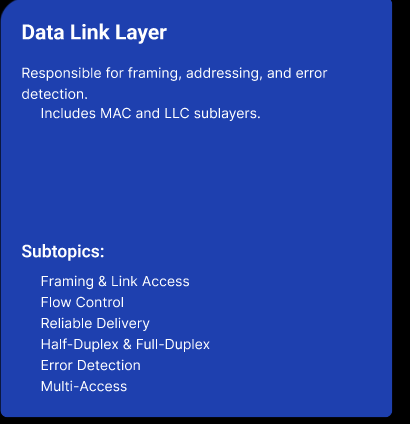 Data Link Layer
Responsible for framing, addressing, and error
detection.
Includes MAC and LLC sublayers.
Subtopics:
Framing & Link Access
Flow Control
Reliable Delivery
Half-Duplex & Full-Duplex
Error Detection
Multi-Access